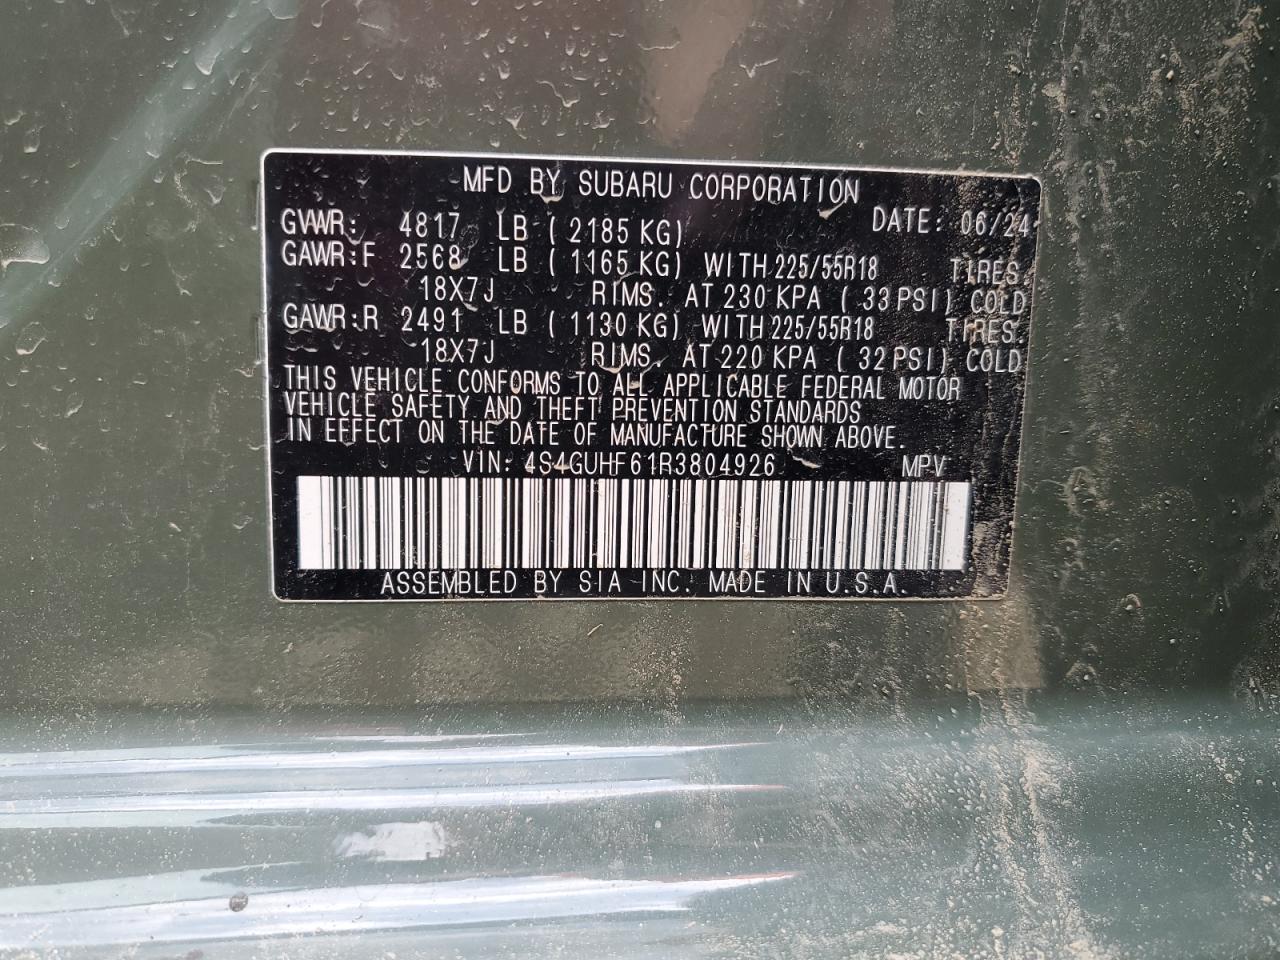 MFD BY SUBARU CORPORATION
GVWR: 4817 LB ( 2185 KG) DATE: 06/24
GAWR:F 2568 LB ( 1165 KG) WITH 225/55R18 TIRES.
18X7J RIMS. AT 230 KPA ( 33 PSI) COLD
GAWR:R 2491 LB ( 1130 KG) WITH 225/55R18 TIRES.
18X7J RIMS. AT 220 KPA ( 32 PSI) COLD
THIS VEHICLE CONFORMS TO ALL APPLICABLE FEDERAL MOTOR
VEHICLE SAFETY AND THEFT PREVENTION STANDARDS
IN EFFECT ON THE DATE OF MANUFACTURE SHOWN ABOVE.
VIN: 4S4GUHF61R3804926 MPV
ASSEMBLED BY SIA INC. MADE IN U.S.A.